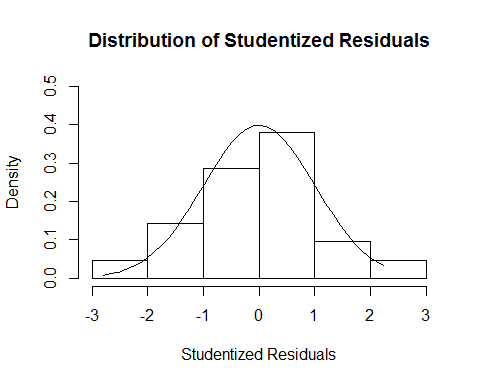 Distribution of Studentized Residuals
Density
0.5
0.4
0.3
0.2
0.1
0.0
-3 -2 -1 0 1 2 3
Studentized Residuals